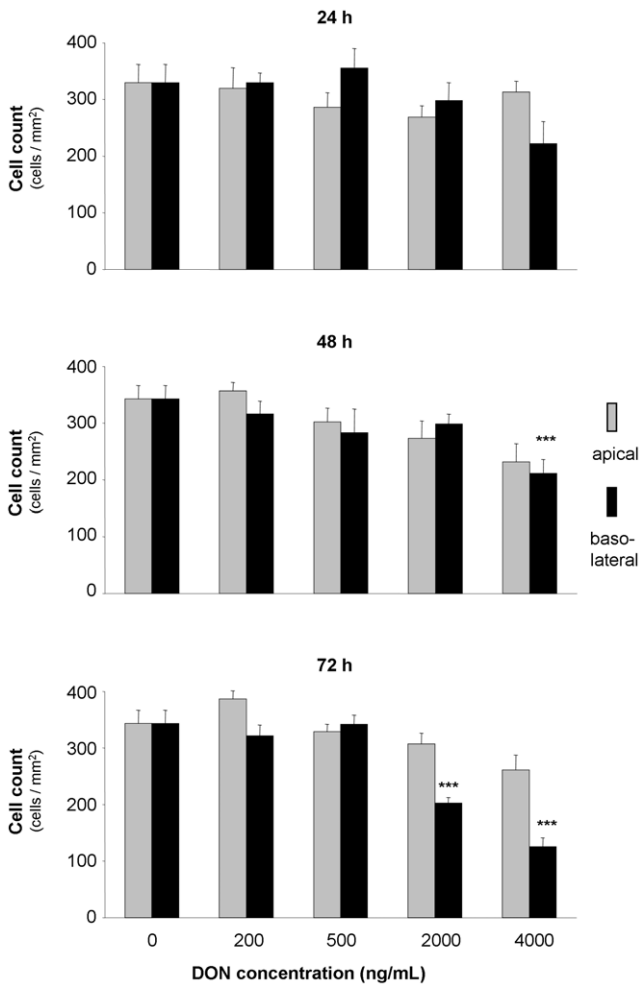 24 h
400
300
200
100
0
Cell count
(cells / mm²)
48 h
400
300
200
100
0
Cell count
(cells / mm²)
***
apical
baso-
lateral
72 h
400
300
200
100
0
Cell count
(cells / mm²)
***
***
0 200 500 2000 4000
DON concentration (ng/mL)